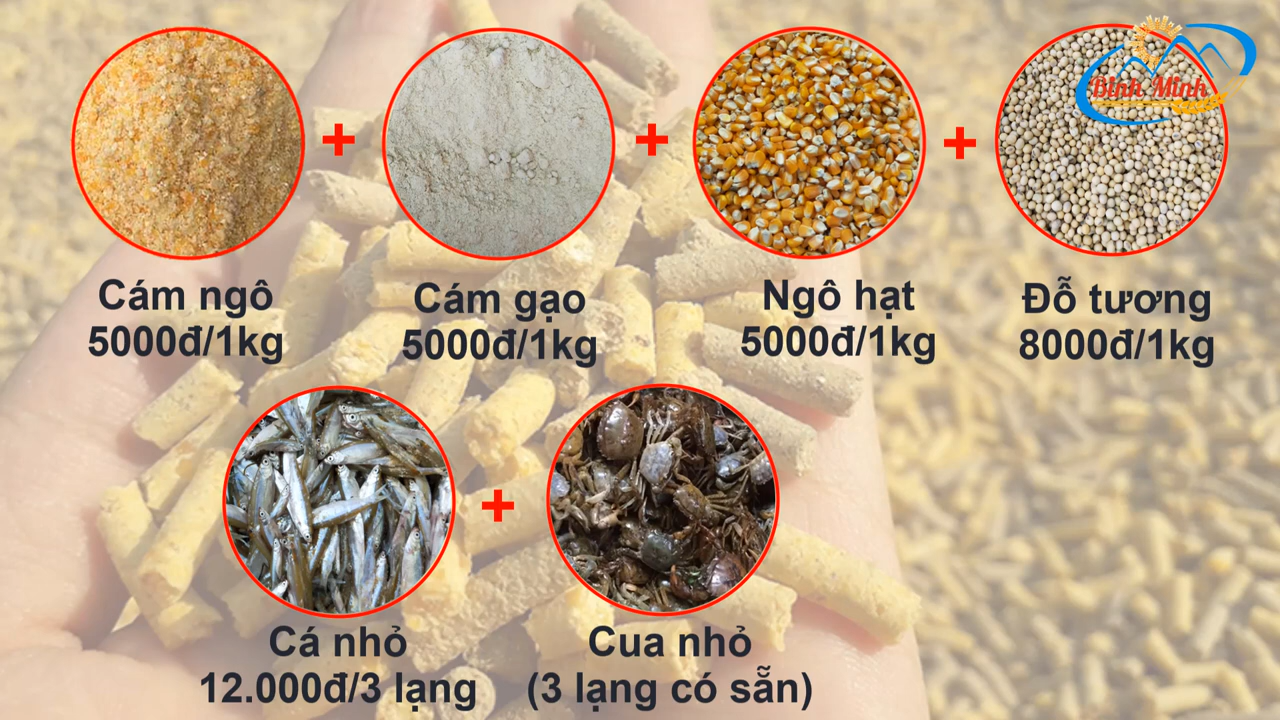 Bình Minh
+ + +
Cám ngô
5000đ/1kg
Cám gạo
5000đ/1kg
Ngô hạt
5000đ/1kg
Đỗ tương
8000đ/1kg
+
Cá nhỏ
12.000đ/3 lạng
Cua nhỏ
(3 lạng có sẵn)